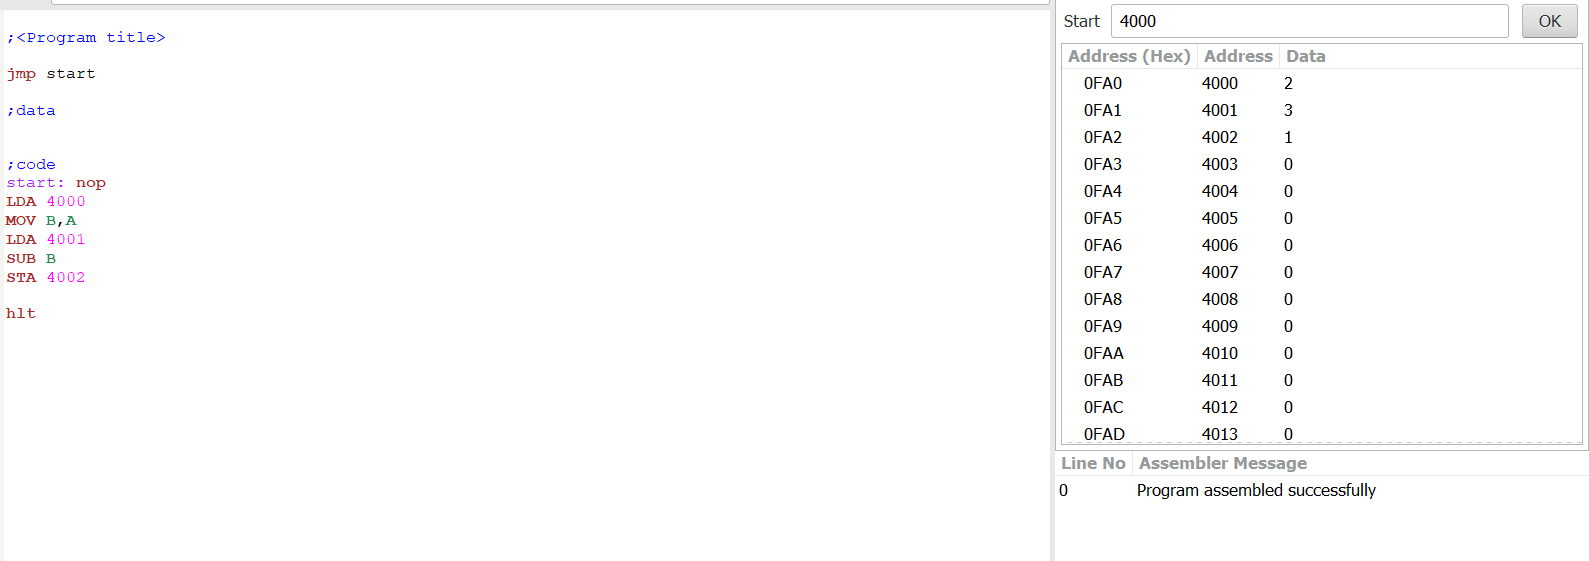 ;<Program title>
jmp start
;data
;code
start: nop
LDA 4000
MOV B,A
LDA 4001
SUB B
STA 4002
hlt
Start 4000 OK
Address (Hex) Address Data
0FA0 4000 2
0FA1 4001 3
0FA2 4002 1
0FA3 4003 0
0FA4 4004 0
0FA5 4005 0
0FA6 4006 0
0FA7 4007 0
0FA8 4008 0
0FA9 4009 0
0FAA 4010 0
0FAB 4011 0
0FAC 4012 0
0FAD 4013 0
Line No Assembler Message
0 Program assembled successfully